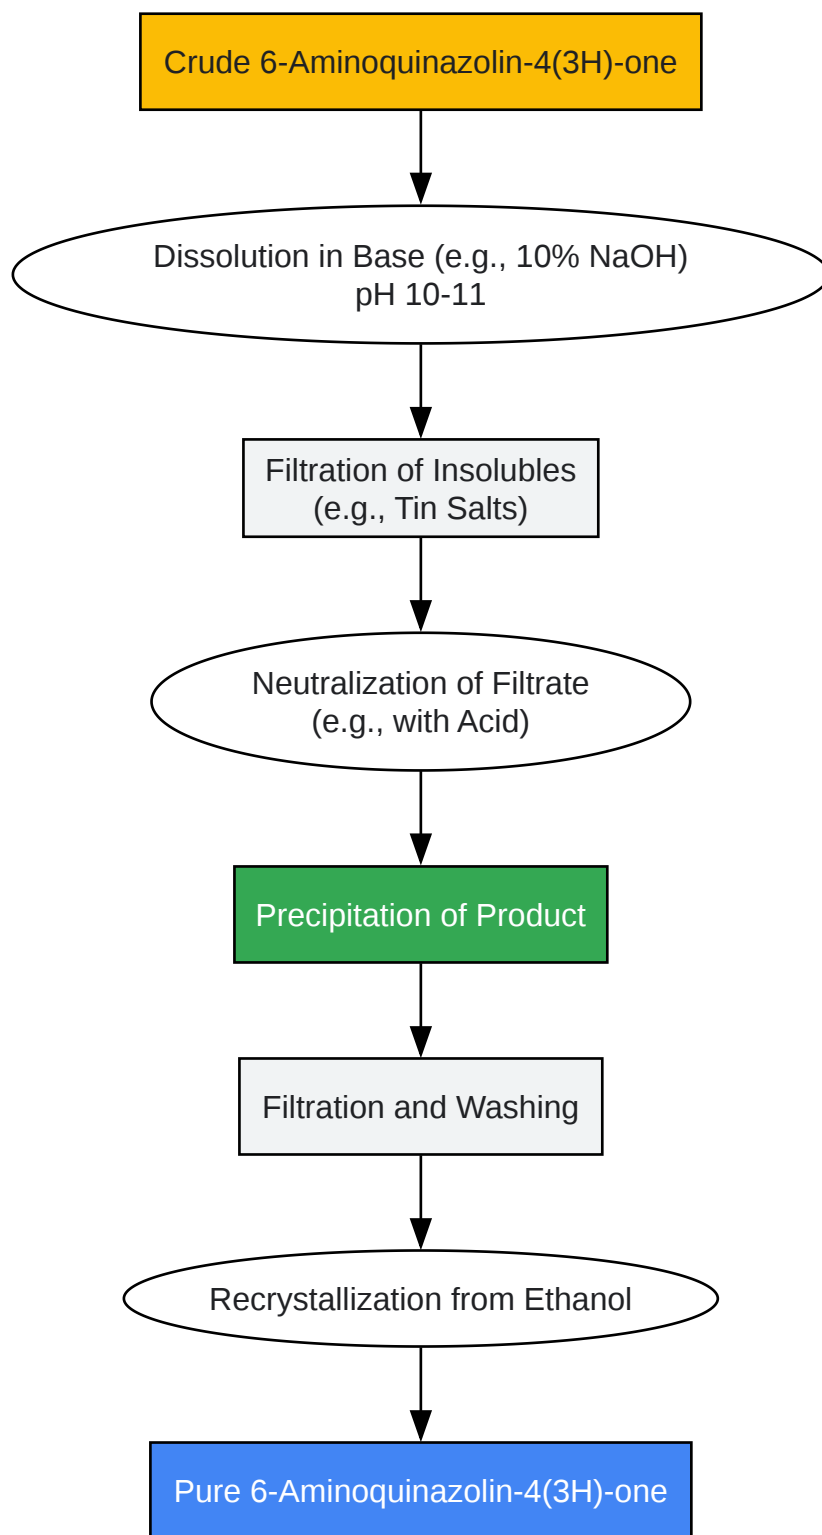 Crude 6-Aminoquinazolin-4(3H)-one
Dissolution in Base (e.g., 10% NaOH)
pH 10-11
Filtration of Insolubles
(e.g., Tin Salts)
Neutralization of Filtrate
(e.g., with Acid)
Precipitation of Product
Filtration and Washing
Recrystallization from Ethanol
Pure 6-Aminoquinazolin-4(3H)-one